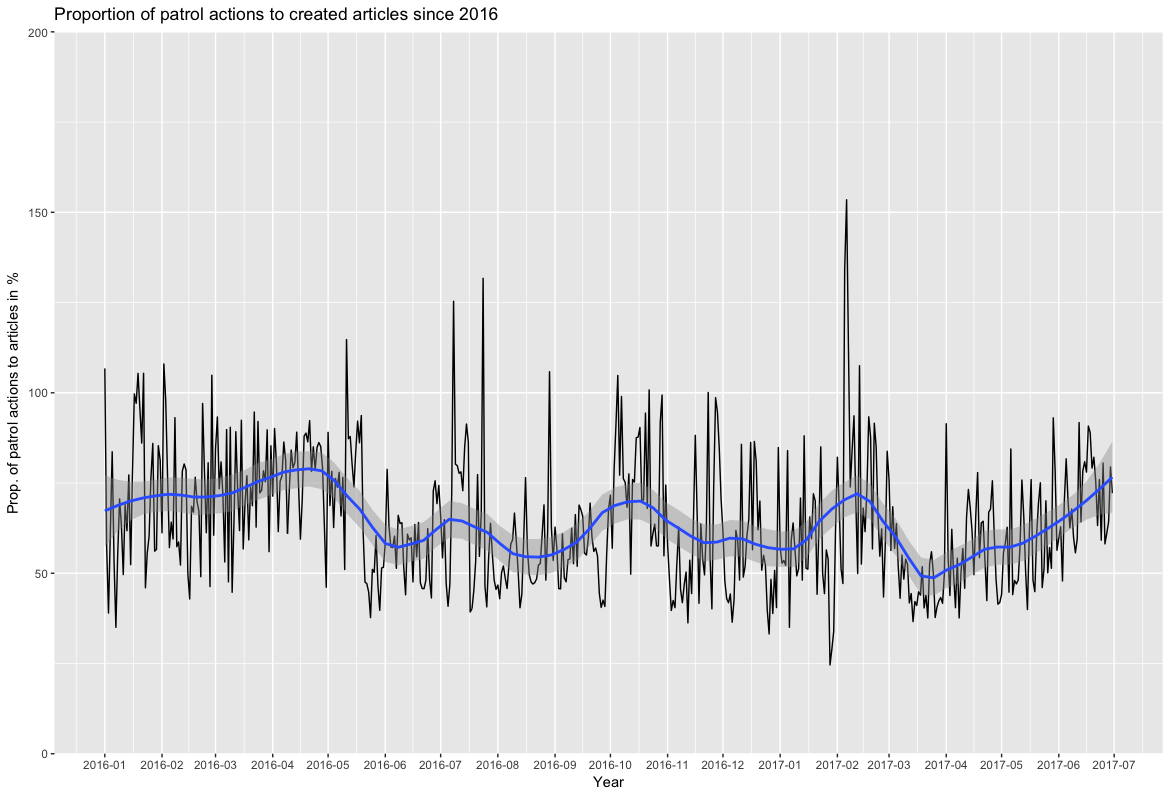 Proportion of patrol actions to created articles since 2016
Prop. of patrol actions to articles in %
200
150
100
50
0
2016-01 2016-02 2016-03 2016-04 2016-05 2016-06 2016-07 2016-08 2016-09 2016-10 2016-11 2016-12 2017-01 2017-02 2017-03 2017-04 2017-05 2017-06 2017-07
Year